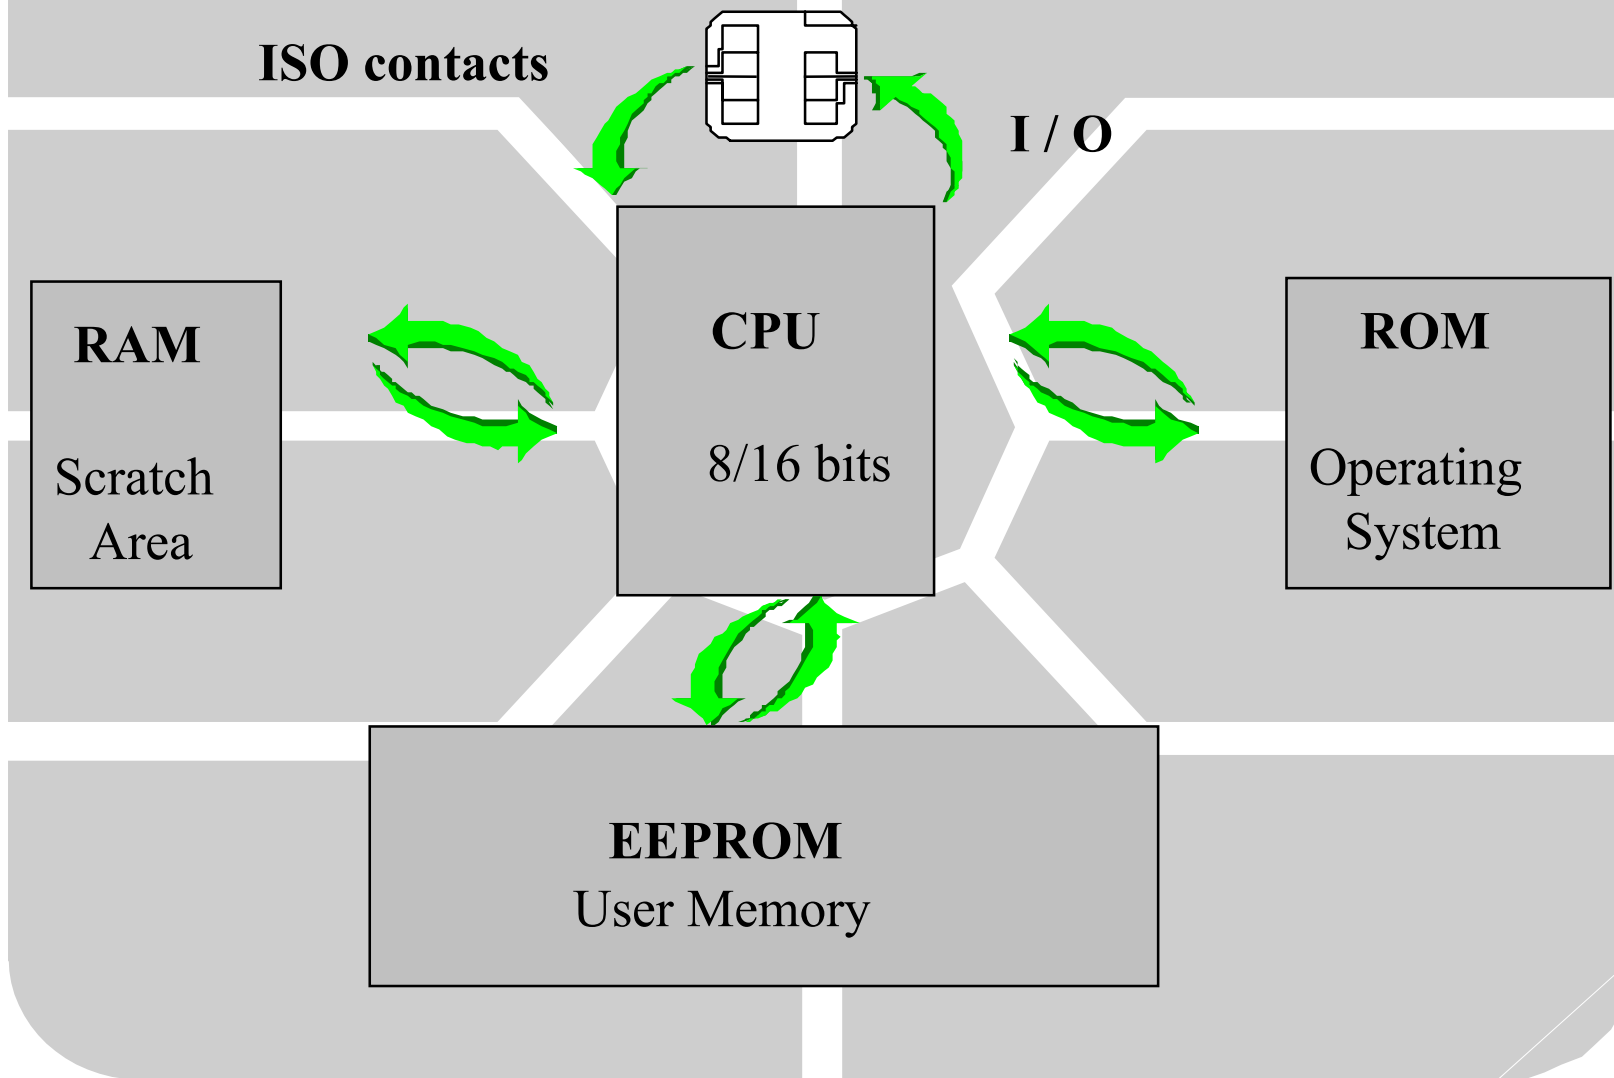 ISO contacts
I / O
RAM
Scratch
Area
CPU
8/16 bits
ROM
Operating
System
EEPROM
User Memory